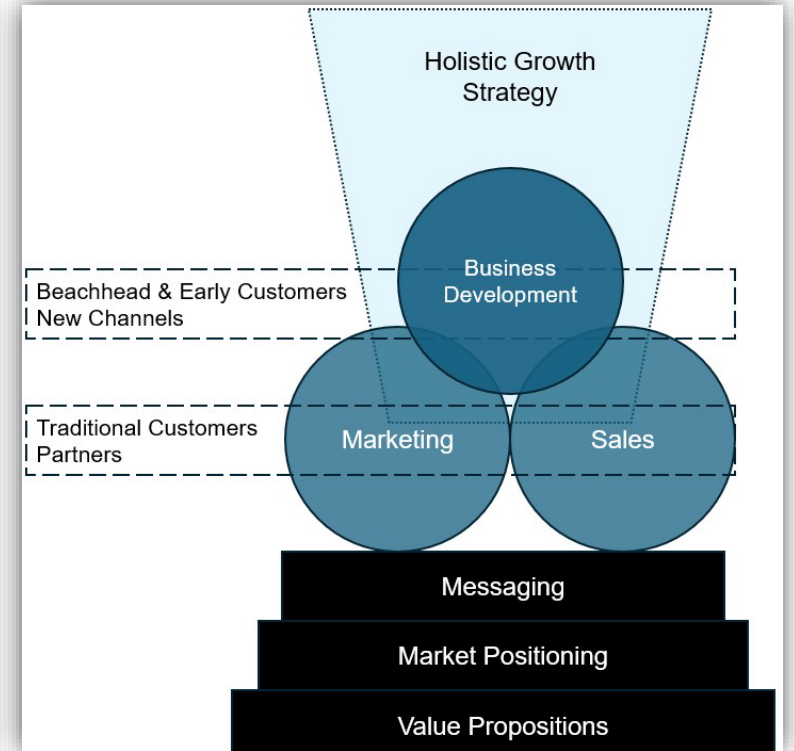 Holistic Growth
Strategy
Business
Development
Beachhead & Early Customers
New Channels
Traditional Customers
Partners
Marketing
Sales
Messaging
Market Positioning
Value Propositions